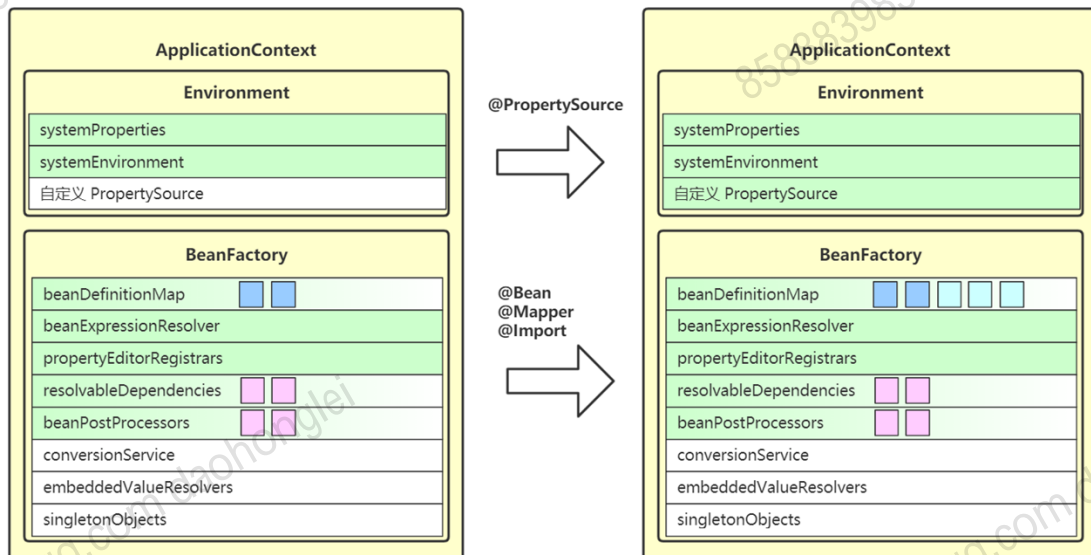 ApplicationContext
Environment
systemProperties
systemEnvironment
自定义 PropertySource
BeanFactory
beanDefinitionMap
beanExpressionResolver
propertyEditorRegistrars
resolvableDependencies
beanPostProcessors
conversionService
embeddedValueResolvers
singletonObjects
@PropertySource
@Bean
@Mapper
@Import
ApplicationContext
Environment
systemProperties
systemEnvironment
自定义 PropertySource
BeanFactory
beanDefinitionMap
beanExpressionResolver
propertyEditorRegistrars
resolvableDependencies
beanPostProcessors
conversionService
embeddedValueResolvers
singletonObjects